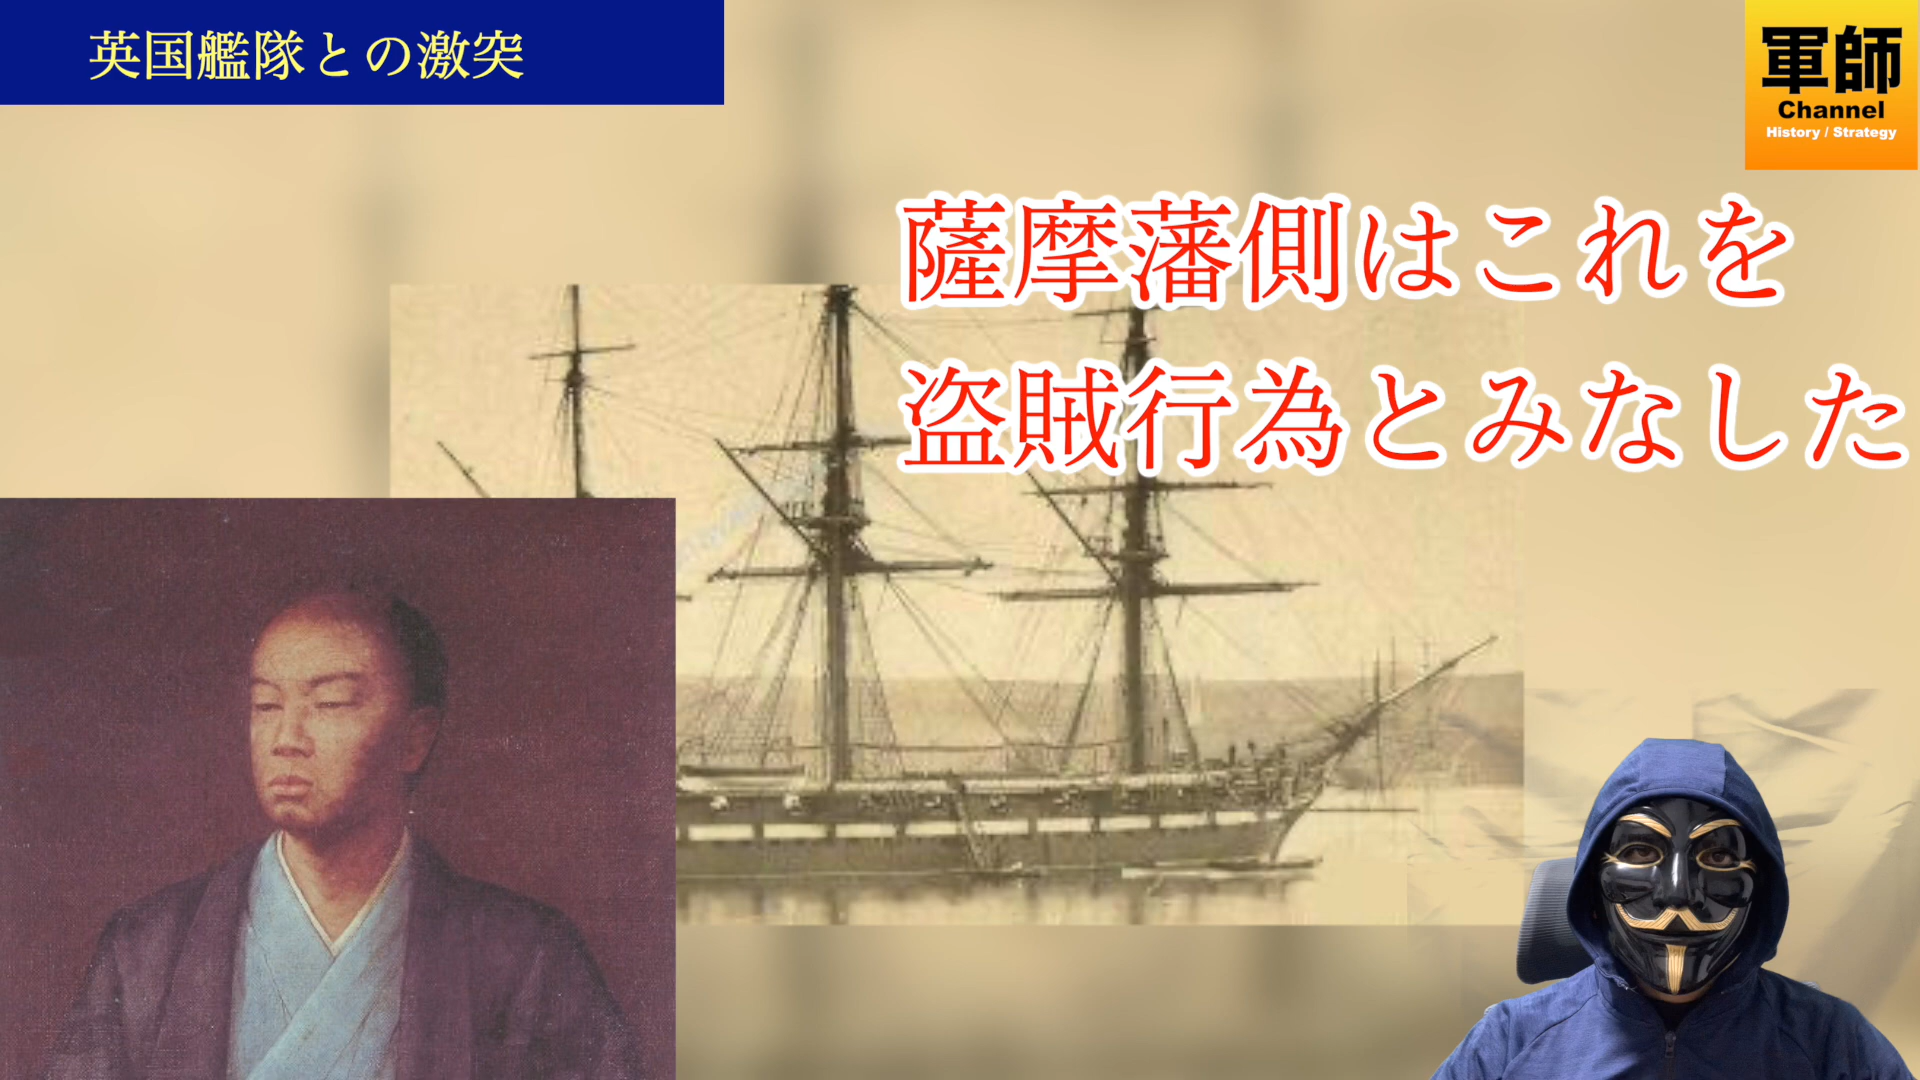 英国艦隊との激突
軍師
Channel
History / Strategy
薩摩藩側はこれを
盗賊行為とみなした